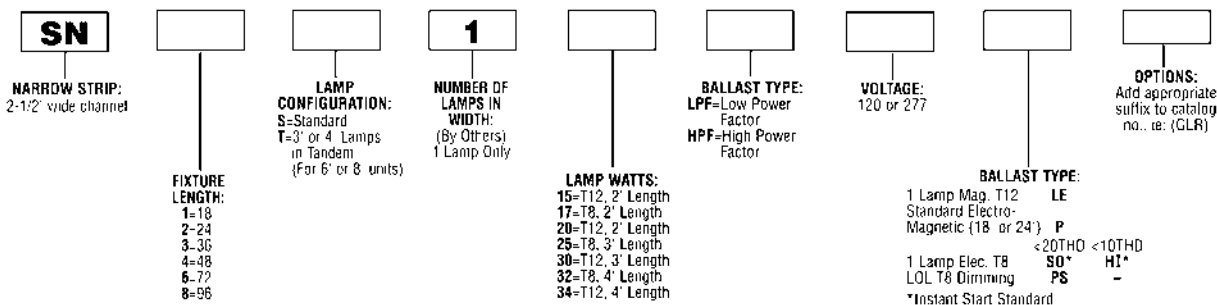 SN
1
NARROW STRIP:
2-1/2' wide channel
FIXTURE
LENGTH:
1=18
2-24
3-36
4=48
6-72
8=96
LAMP
CONFIGURATION:
S=Standard
T=3' or 4 Lamps
in Tandem
(For 6' or 8 units)
NUMBER OF
LAMPS IN
WIDTH:
(By Others)
1 Lamp Only
LAMP WATTS:
15=T12, 2' Length
17=T8, 2' Length
20=T12, 2' Length
25=T8, 3' Length
30=T12, 3' Length
32=T8, 4' Length
34=T12, 4' Length
BALLAST TYPE:
LPF=Low Power
Factor
HPF=High Power
Factor
VOLTAGE:
120 or 277
BALLAST TYPE:
1 Lamp Mag. T12 LE
Standard Electro-
Magnetic (18 or 24') P
<20THD <10THD
1 Lamp Elec. T8 SO* HI*
LOL T8 Dimming PS –
*Instant Start Standard
OPTIONS:
Add appropriate
suffix to catalog
no.. ie: (GLR)